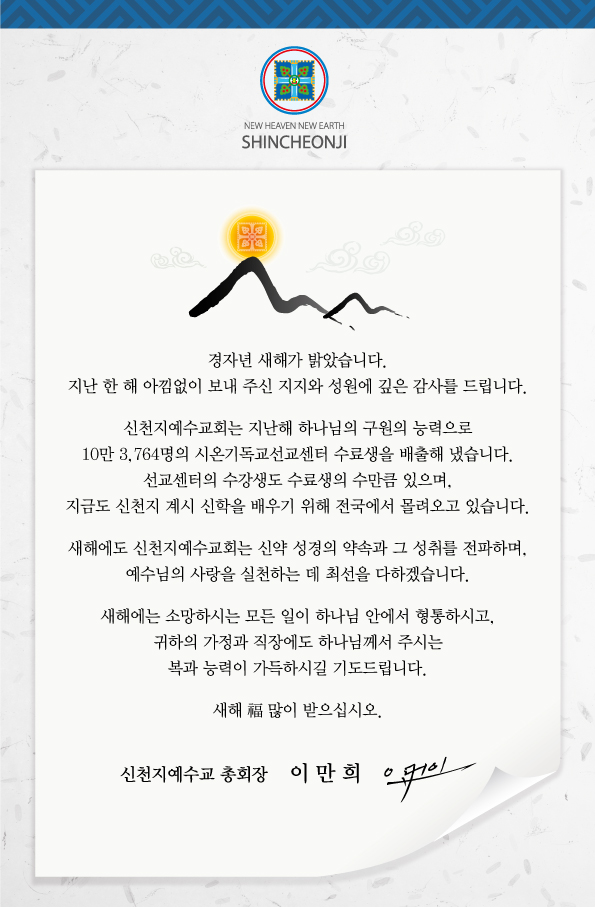 NEW HEAVEN NEW EARTH
SHINCHEONJI
경자년 새해가 밝았습니다.
지난 한 해 아낌없이 보내 주신 지지와 성원에 깊은 감사를 드립니다.
신천지예수교회는 지난해 하나님의 구원의 능력으로
10만 3,764명의 시온기독교선교센터 수료생을 배출해 냈습니다.
선교센터의 수강생도 수료생의 수만큼 있으며,
지금도 신천지 계시 신학을 배우기 위해 전국에서 몰려오고 있습니다.
새해에도 신천지예수교회는 신약 성경의 약속과 그 성취를 전파하며,
예수님의 사랑을 실천하는 데 최선을 다하겠습니다.
새해에는 소망하시는 모든 일이 하나님 안에서 형통하시고,
귀하의 가정과 직장에도 하나님께서 주시는
복과 능력이 가득하시길 기도드립니다.
새해 福 많이 받으십시오.
신천지예수교 총회장 이 만 희